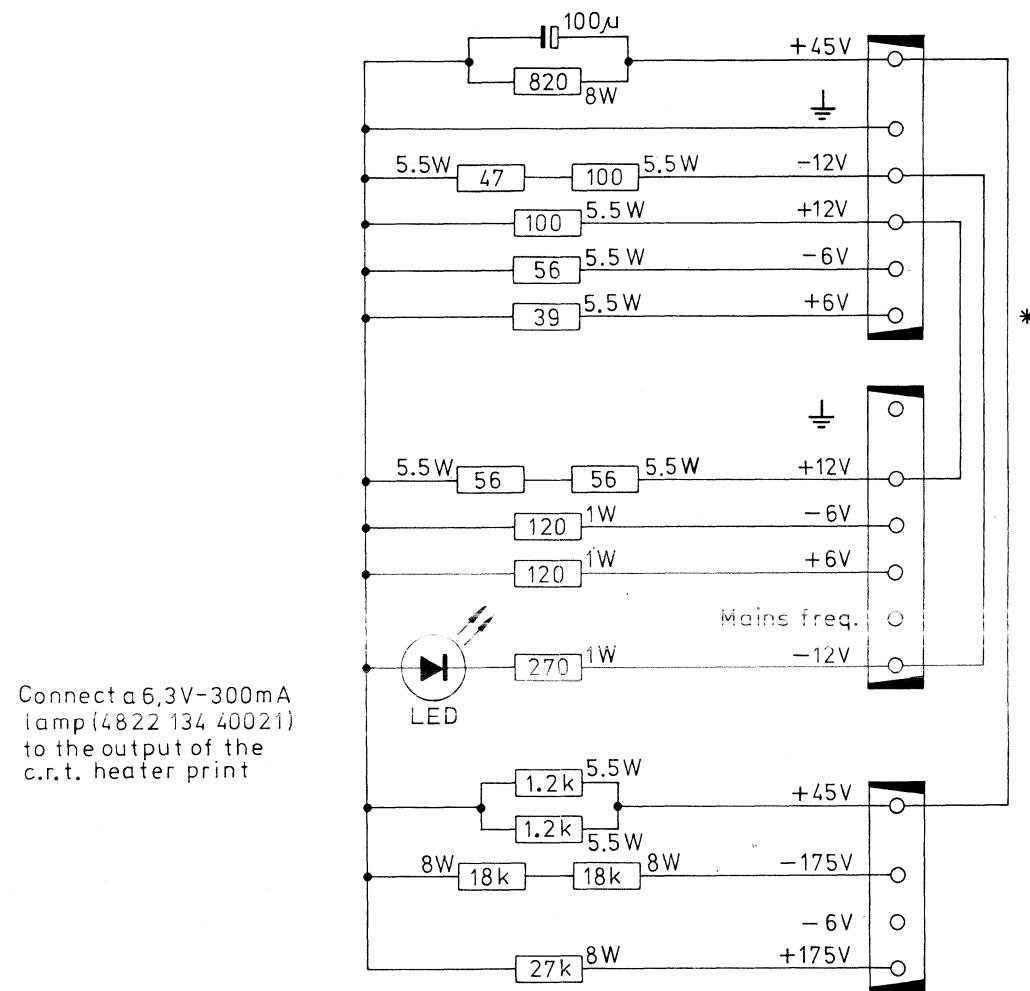 100µ
+45V
820
8W
5.5W 47 100 5.5W -12V
100 5.5W +12V
56 5.5W -6V
39 5.5W +6V
*
5.5W 56 56 5.5W +12V
120 1W -6V
120 1W +6V
Mains freq.
270 1W -12V
LED
Connect a 6,3V-300mA
lamp (4822 134 40021)
to the output of the
c.r.t. heater print
1.2k 5.5W +45V
1.2k 5.5W
8W 18k 18k 8W -175V
-6V
27k 8W +175V